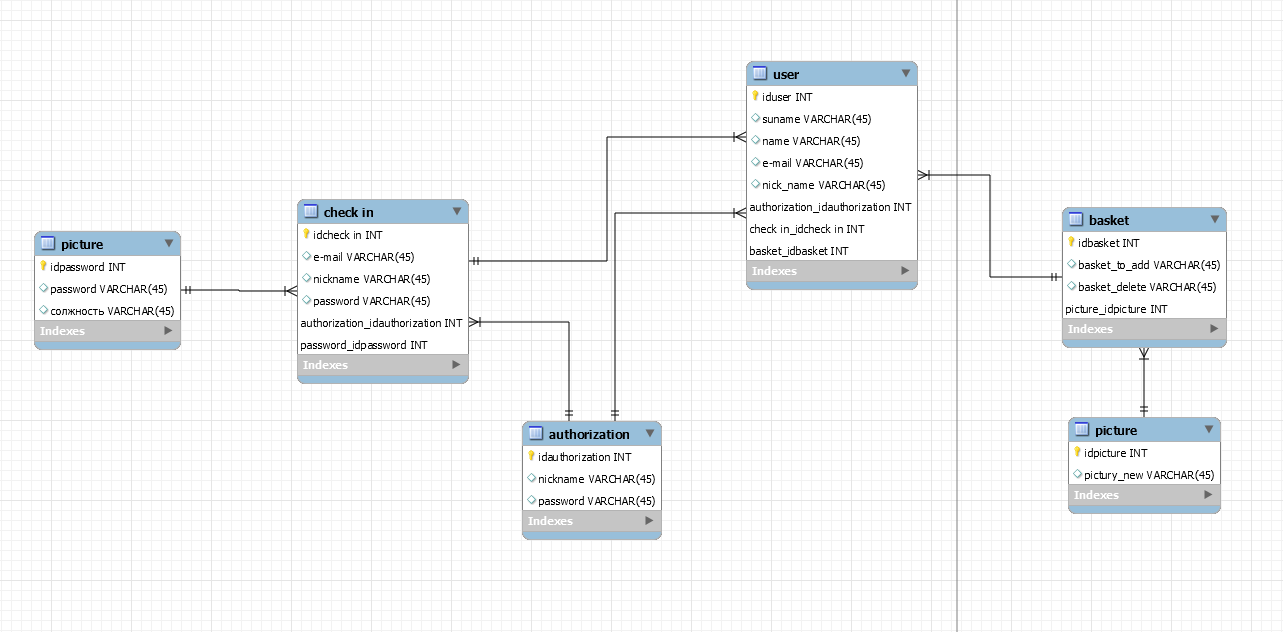 picture
idpassword INT
password VARCHAR(45)
солжность VARCHAR(45)
Indexes
check in
idcheck in INT
e-mail VARCHAR(45)
nickname VARCHAR(45)
password VARCHAR(45)
authorization_idauthorization INT
password_idpassword INT
Indexes
authorization
idauthorization INT
nickname VARCHAR(45)
password VARCHAR(45)
Indexes
user
iduser INT
suname VARCHAR(45)
name VARCHAR(45)
e-mail VARCHAR(45)
nick_name VARCHAR(45)
authorization_idauthorization INT
check in_idcheck in INT
basket_idbasket INT
Indexes
basket
idbasket INT
basket_to_add VARCHAR(45)
basket_delete VARCHAR(45)
picture_idpicture INT
Indexes
picture
idpicture INT
pictury_new VARCHAR(45)
Indexes